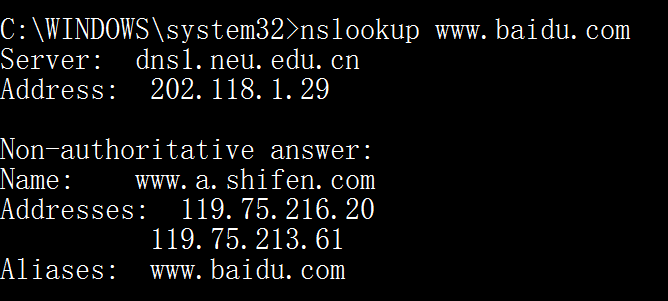 C:\WINDOWS\system32>nslookup www.baidu.com
Server:  dns1.neu.edu.cn
Address:  202.118.1.29
Non-authoritative answer:
Name:    www.a.shifen.com
Addresses:  119.75.216.20
119.75.213.61
Aliases:  www.baidu.com